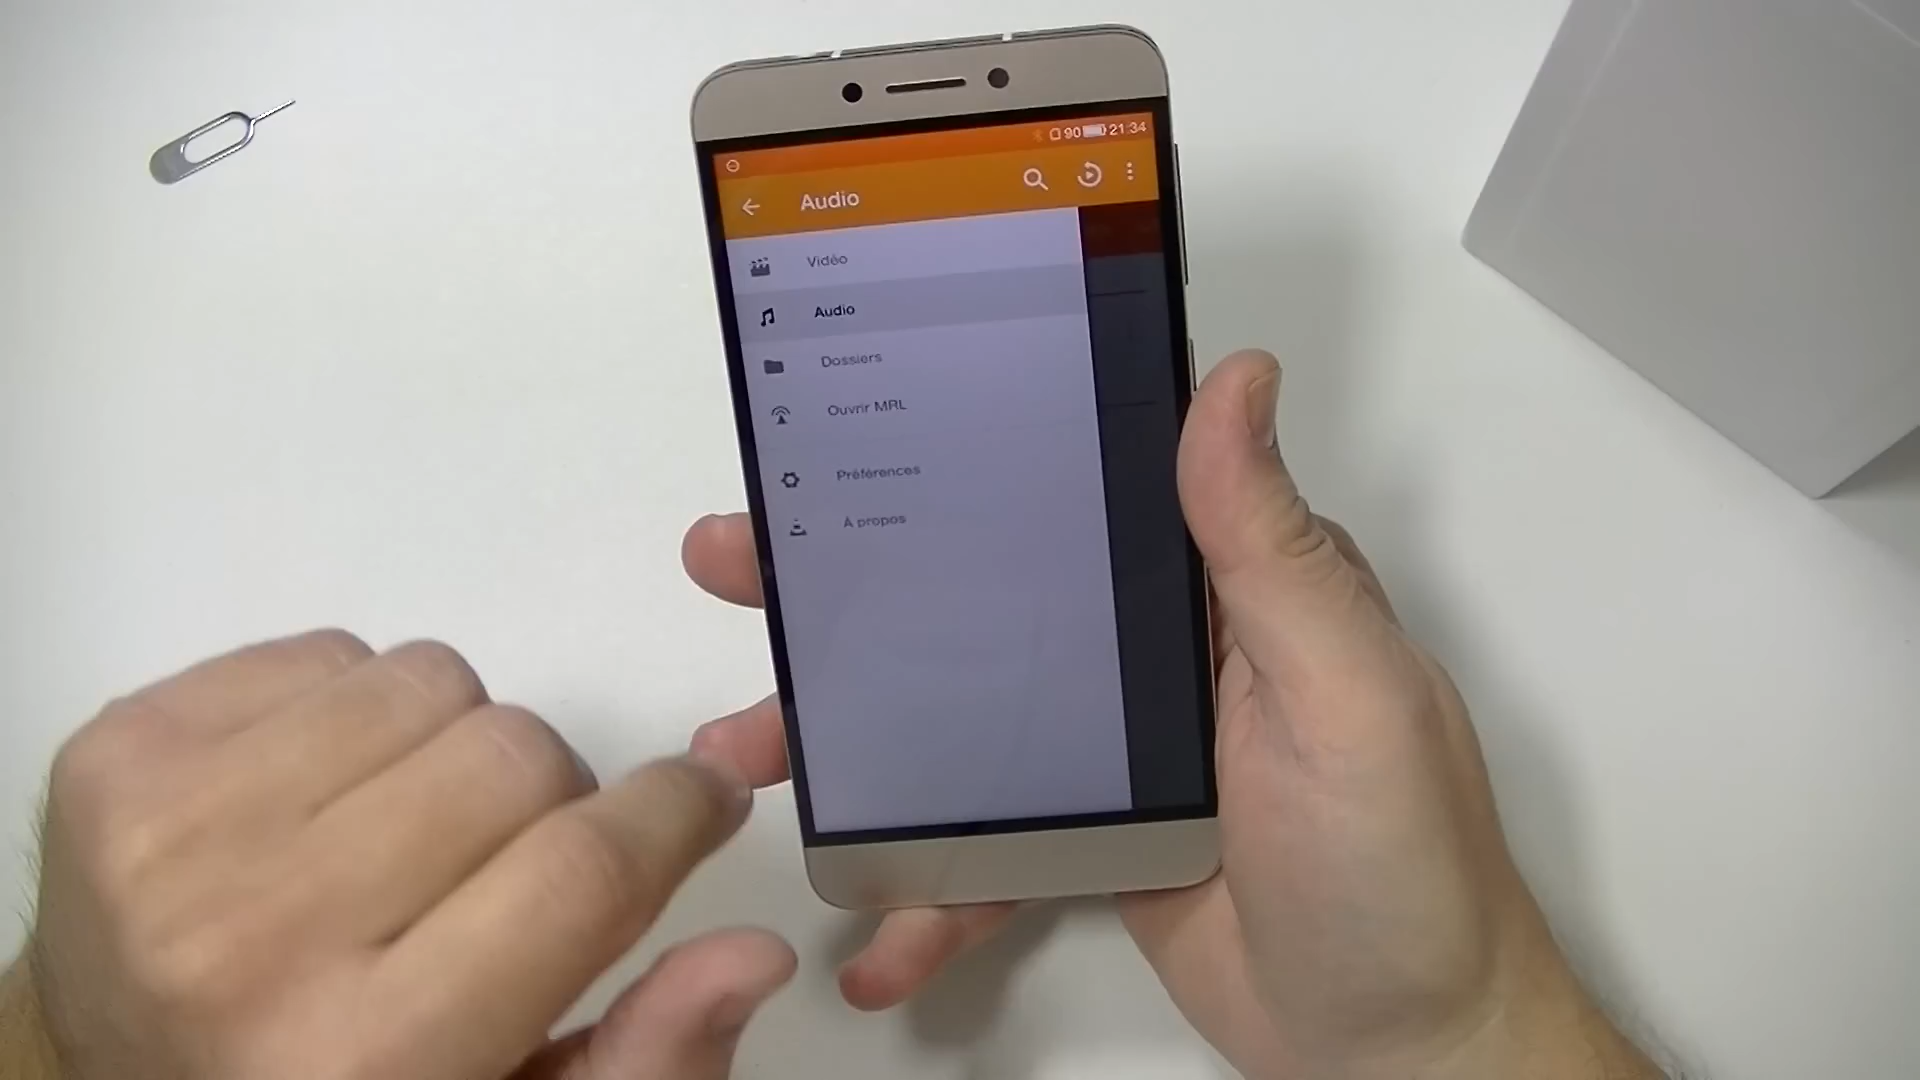 90 21:34
Audio
Vidéo
Audio
Dossiers
Ouvrir MRL
Préférences
À propos